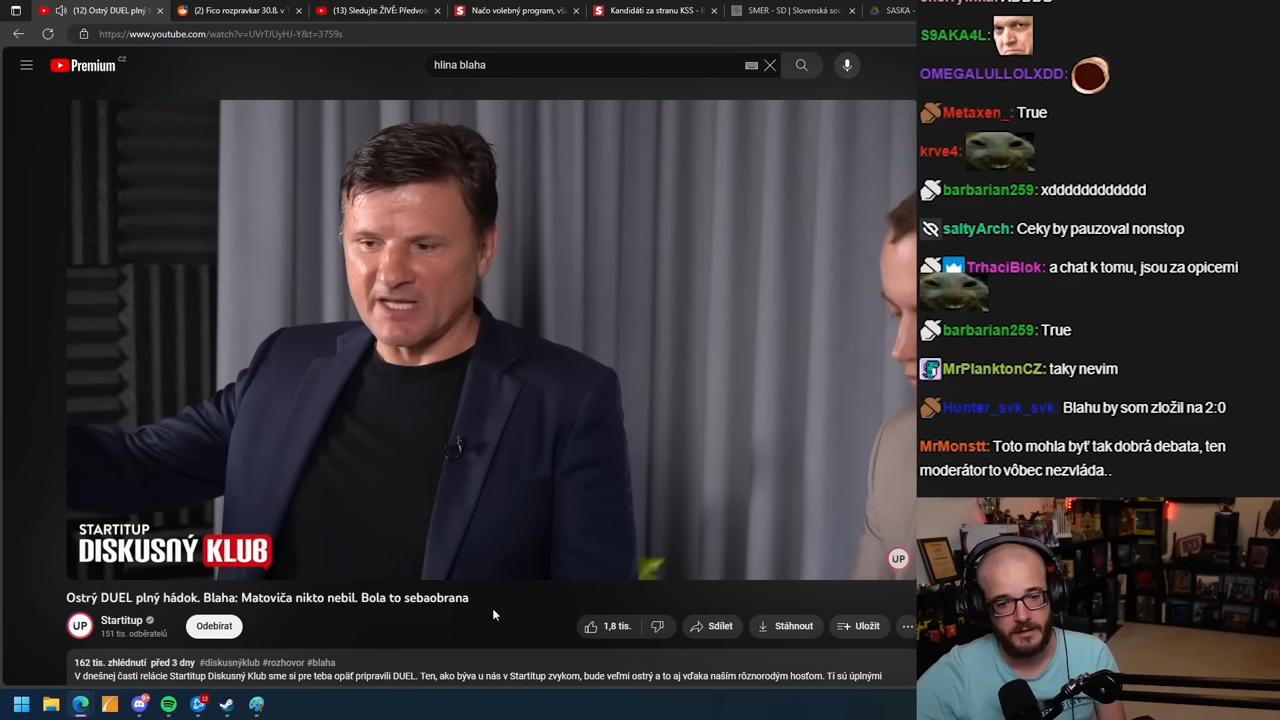 (12) Ostrý DUEL plný h
(2) Fico rozpravkar 30.8. v T
(13) Sledujte ŽIVĚ: Předvol
Načo volebný program, vša
Kandidáti za stranu KSS - P
SMER - SD | Slovenská soc
SASKA -
https://www.youtube.com/watch?v=UVrTJUyHJ-Y&t=3759s
Premium CZ
hlina blaha
STARTITUP
DISKUSNÝ KLUB
UP
Ostrý DUEL plný hádok. Blaha: Matoviča nikto nebil. Bola to sebaobrana
UP
Startitup
151 tis. odběratelů
Odebírat
1,8 tis.
Sdílet
Stáhnout
Uložit
162 tis. zhlédnutí před 3 dny #diskusnýklub #rozhovor #blaha
V dnešnej časti relácie Startitup Diskusný Klub sme si pre teba opäť pripravili DUEL. Ten, ako býva u nás v Startitup zvykom, bude veľmi ostrý a to aj vďaka našim rôznorodým hosťom. Tí sú úplnými
S9AKA4L:
OMEGALULLOLXDD:
Metaxen_: True
krve4:
barbarian259: xdddddddddddd
saltyArch: Ceky by pauzoval nonstop
TrhaciBlok: a chat k tomu, jsou za opicemi
barbarian259: True
MrPlanktonCZ: taky nevim
Hunter_svk_svk: Blahu by som zložil na 2:0
MrMonstt: Toto mohla byť tak dobrá debata, ten
moderátor to vôbec nezvláda..